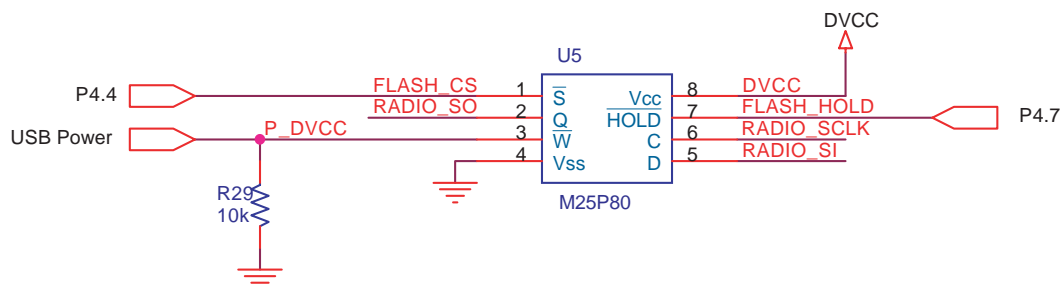 DVCC
U5
P4.4
FLASH_CS
1
S
Vcc
8
DVCC
RADIO_SO
2
Q
HOLD
7
FLASH_HOLD
P4.7
USB Power
P_DVCC
3
W
C
6
RADIO_SCLK
4
Vss
D
5
RADIO_SI
R29
10k
M25P80